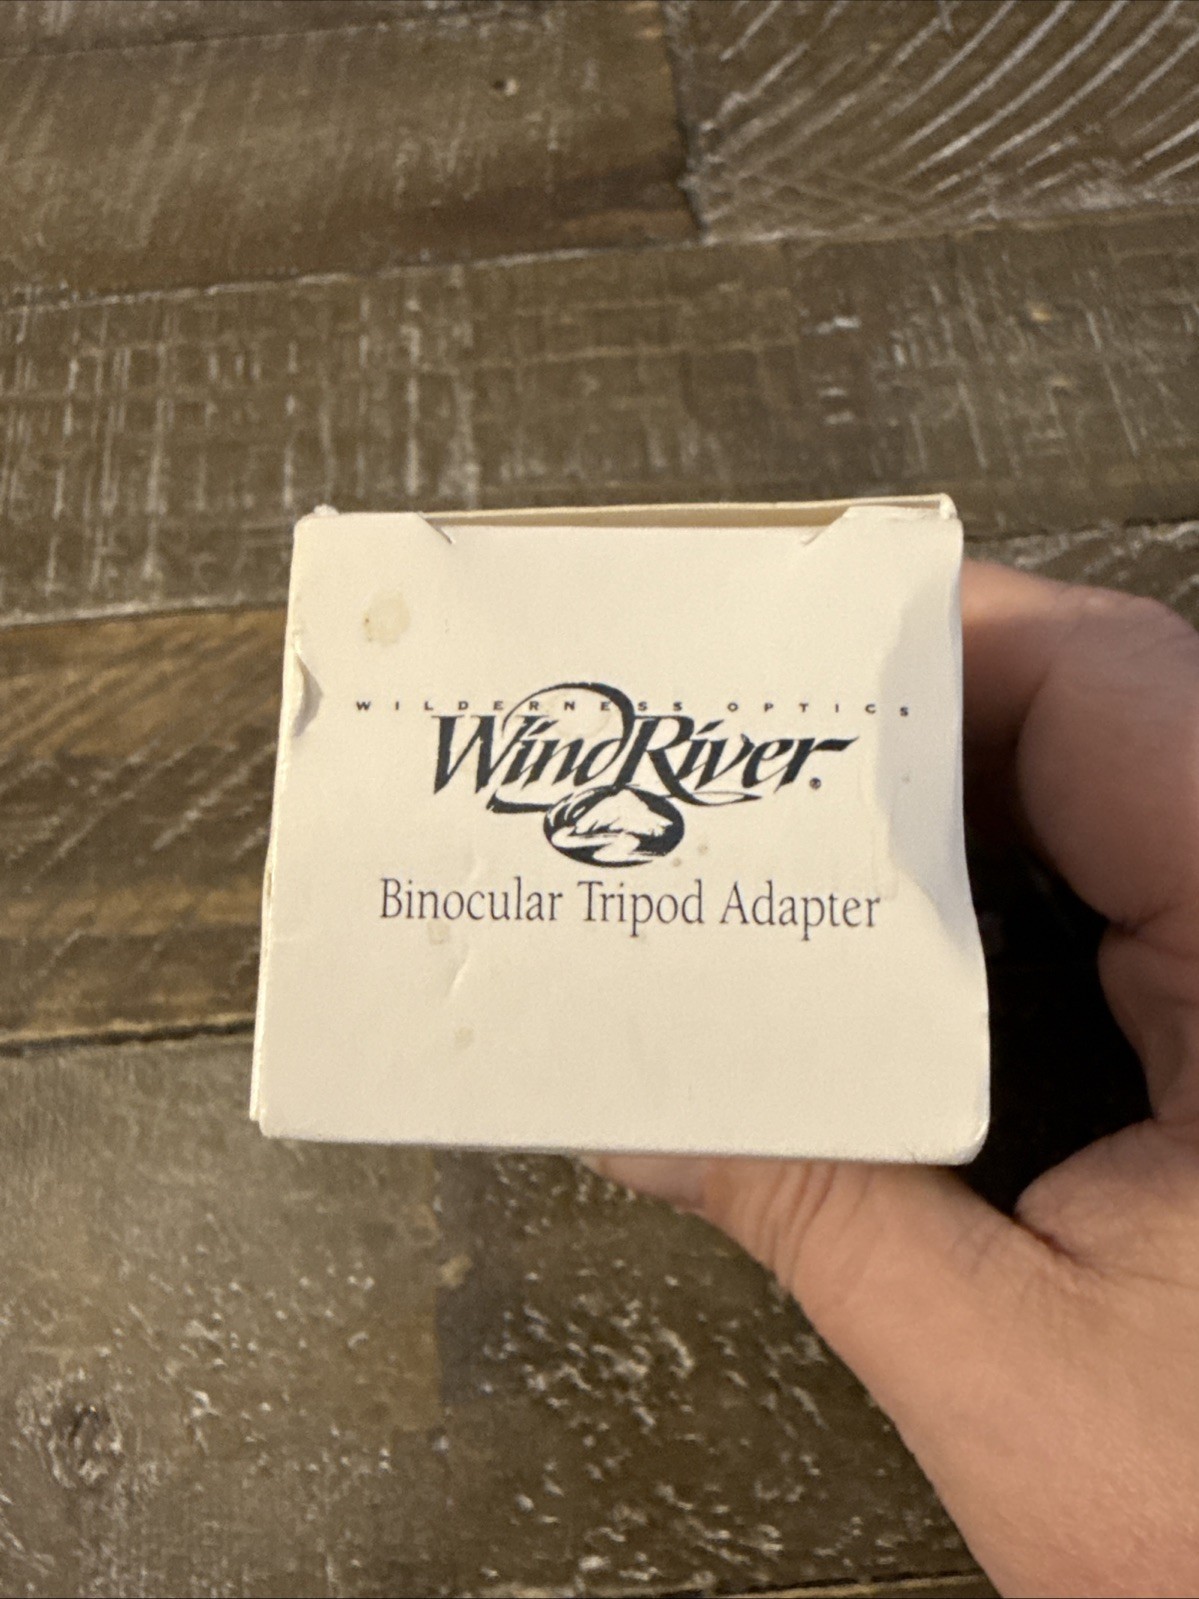 WILDERNESS OPTICS
WindRiver®
Binocular Tripod Adapter